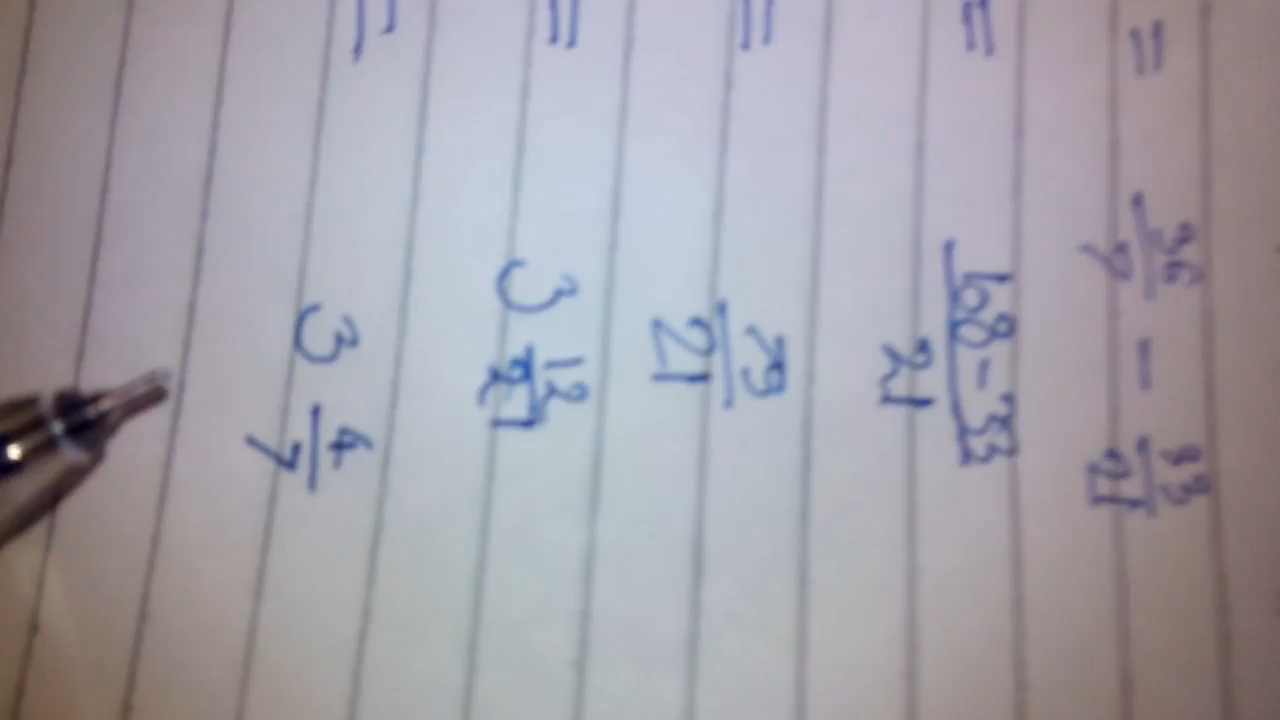 = 36/7 - 33/21
= 108-33/21
= 75/21
= 3 12/21
= 3 4/7